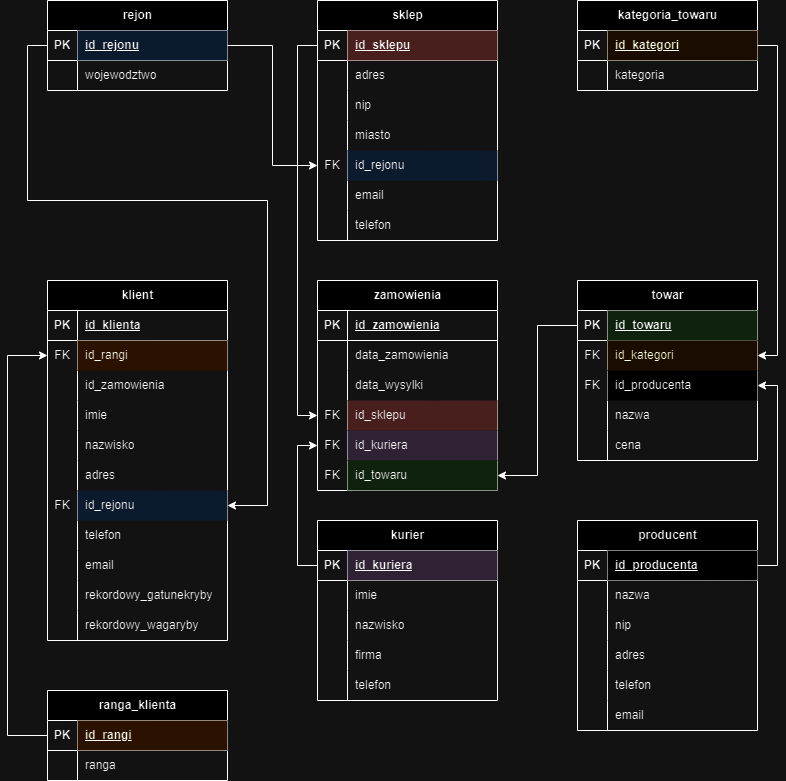 rejon
PK id_rejonu
wojewodztwo
sklep
PK id_sklepu
adres
nip
miasto
FK id_rejonu
email
telefon
kategoria_towaru
PK id_kategori
kategoria
klient
PK id_klienta
FK id_rangi
id_zamowienia
imie
nazwisko
adres
FK id_rejonu
telefon
email
rekordowy_gatunekryby
rekordowy_wagaryby
zamowienia
PK id_zamowienia
data_zamowienia
data_wysylki
FK id_sklepu
FK id_kuriera
FK id_towaru
towar
PK id_towaru
FK id_kategori
FK id_producenta
nazwa
cena
kurier
PK id_kuriera
imie
nazwisko
firma
telefon
producent
PK id_producenta
nazwa
nip
adres
telefon
email
ranga_klienta
PK id_rangi
ranga